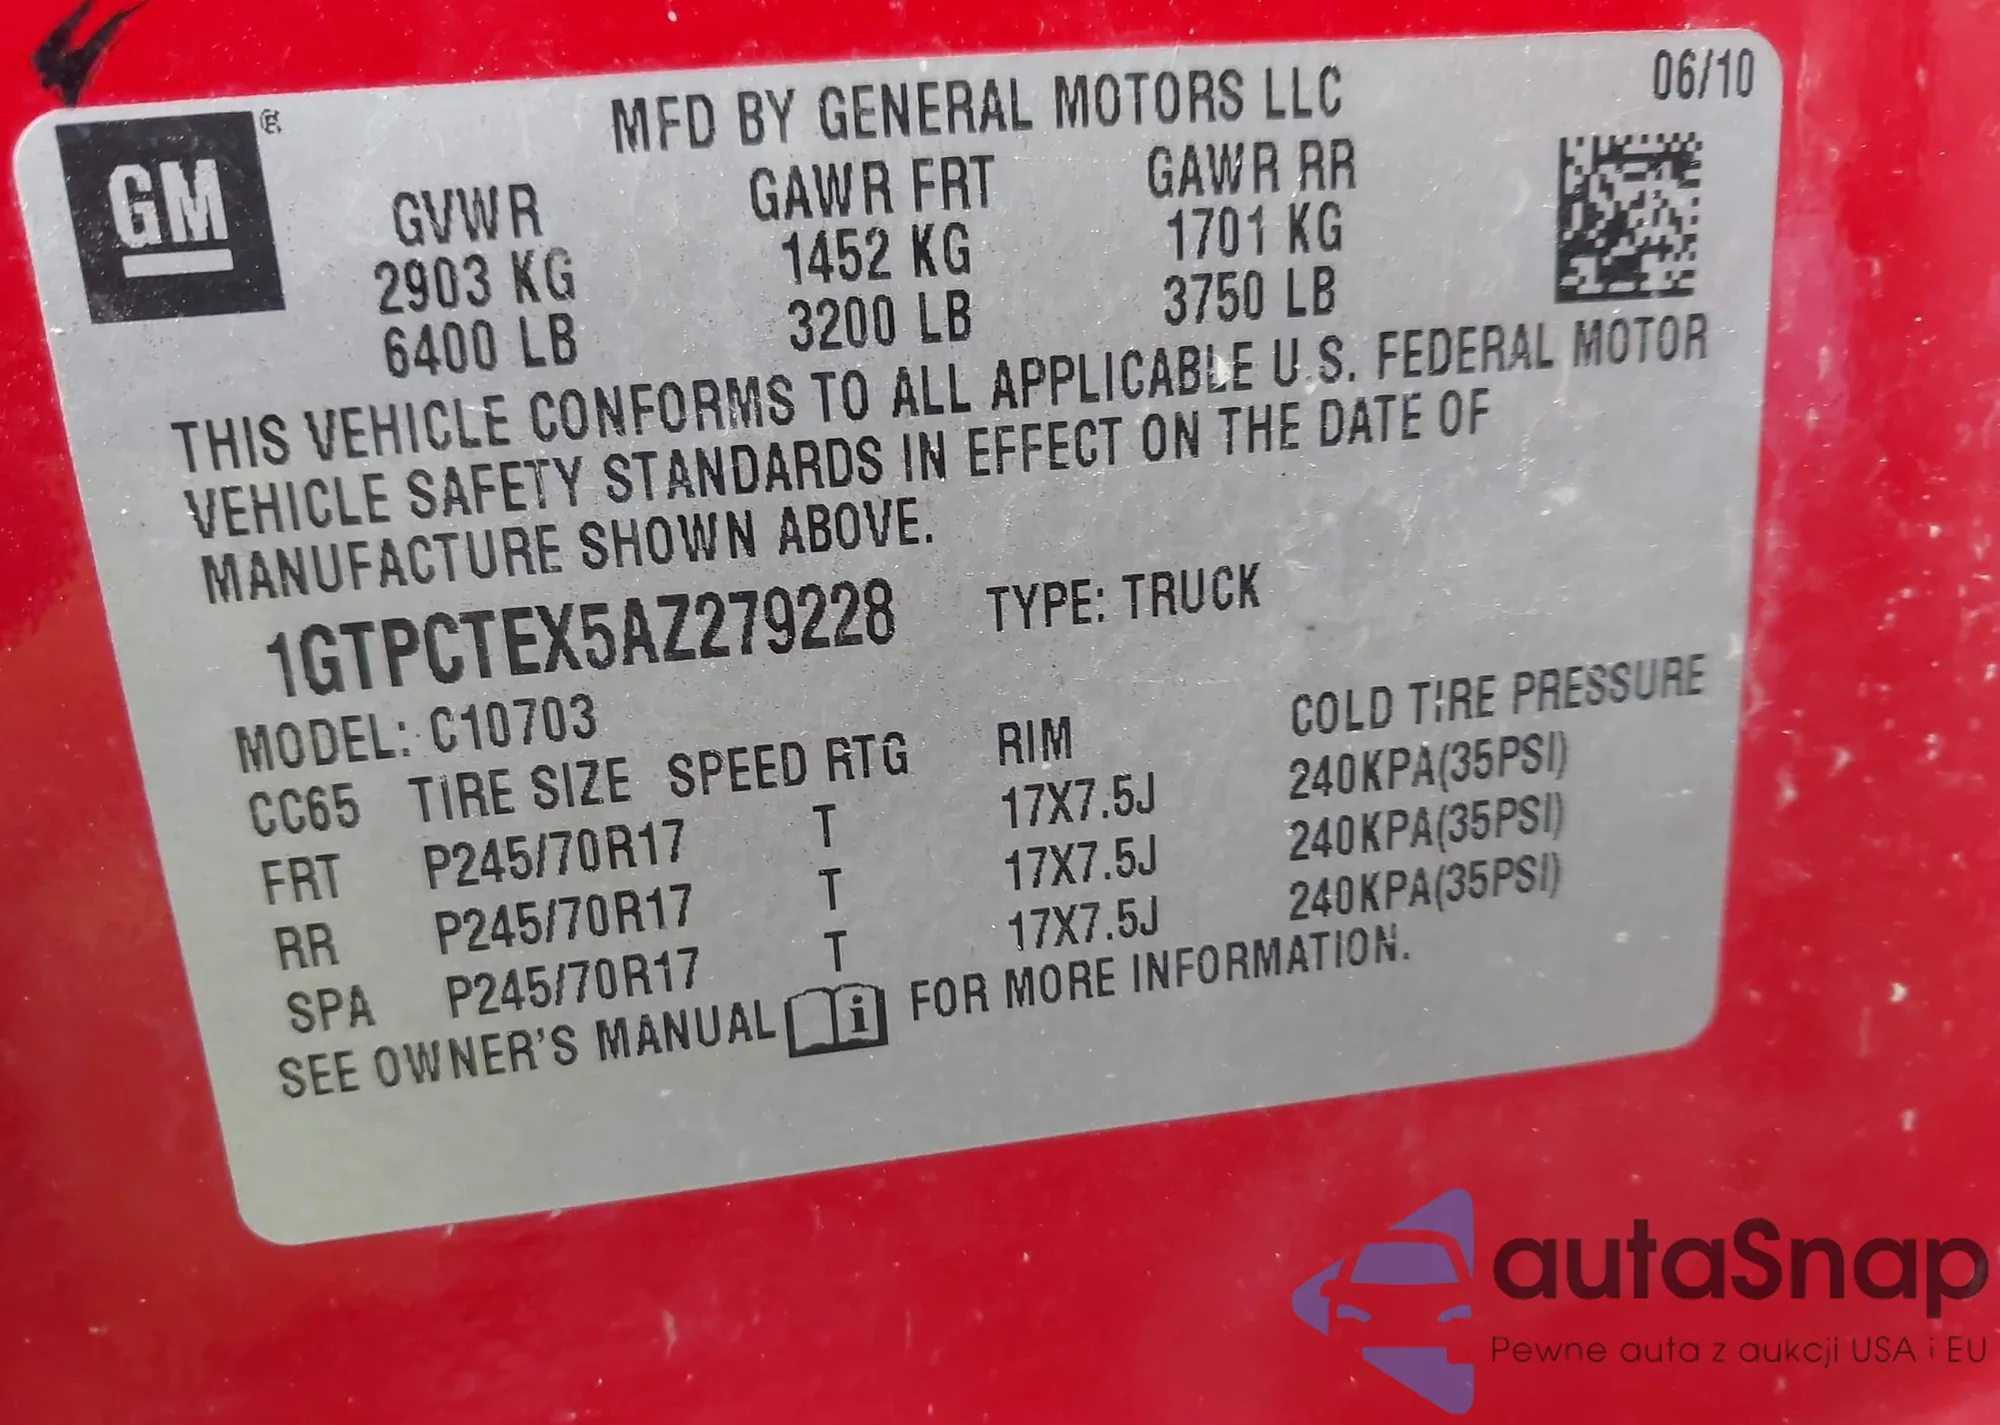 06/10
GM ®
MFD BY GENERAL MOTORS LLC
GVWR GAWR FRT GAWR RR
2903 KG 1452 KG 1701 KG
6400 LB 3200 LB 3750 LB
THIS VEHICLE CONFORMS TO ALL APPLICABLE U.S. FEDERAL MOTOR
VEHICLE SAFETY STANDARDS IN EFFECT ON THE DATE OF
MANUFACTURE SHOWN ABOVE.
1GTPCTEX5AZ279228 TYPE: TRUCK
MODEL: C10703
CC65 TIRE SIZE SPEED RTG RIM COLD TIRE PRESSURE
FRT P245/70R17 T 17X7.5J 240KPA(35PSI)
RR P245/70R17 T 17X7.5J 240KPA(35PSI)
SPA P245/70R17 T 17X7.5J 240KPA(35PSI)
SEE OWNER'S MANUAL i FOR MORE INFORMATION.
autaSnap
Pewne auta z aukcji USA i EU